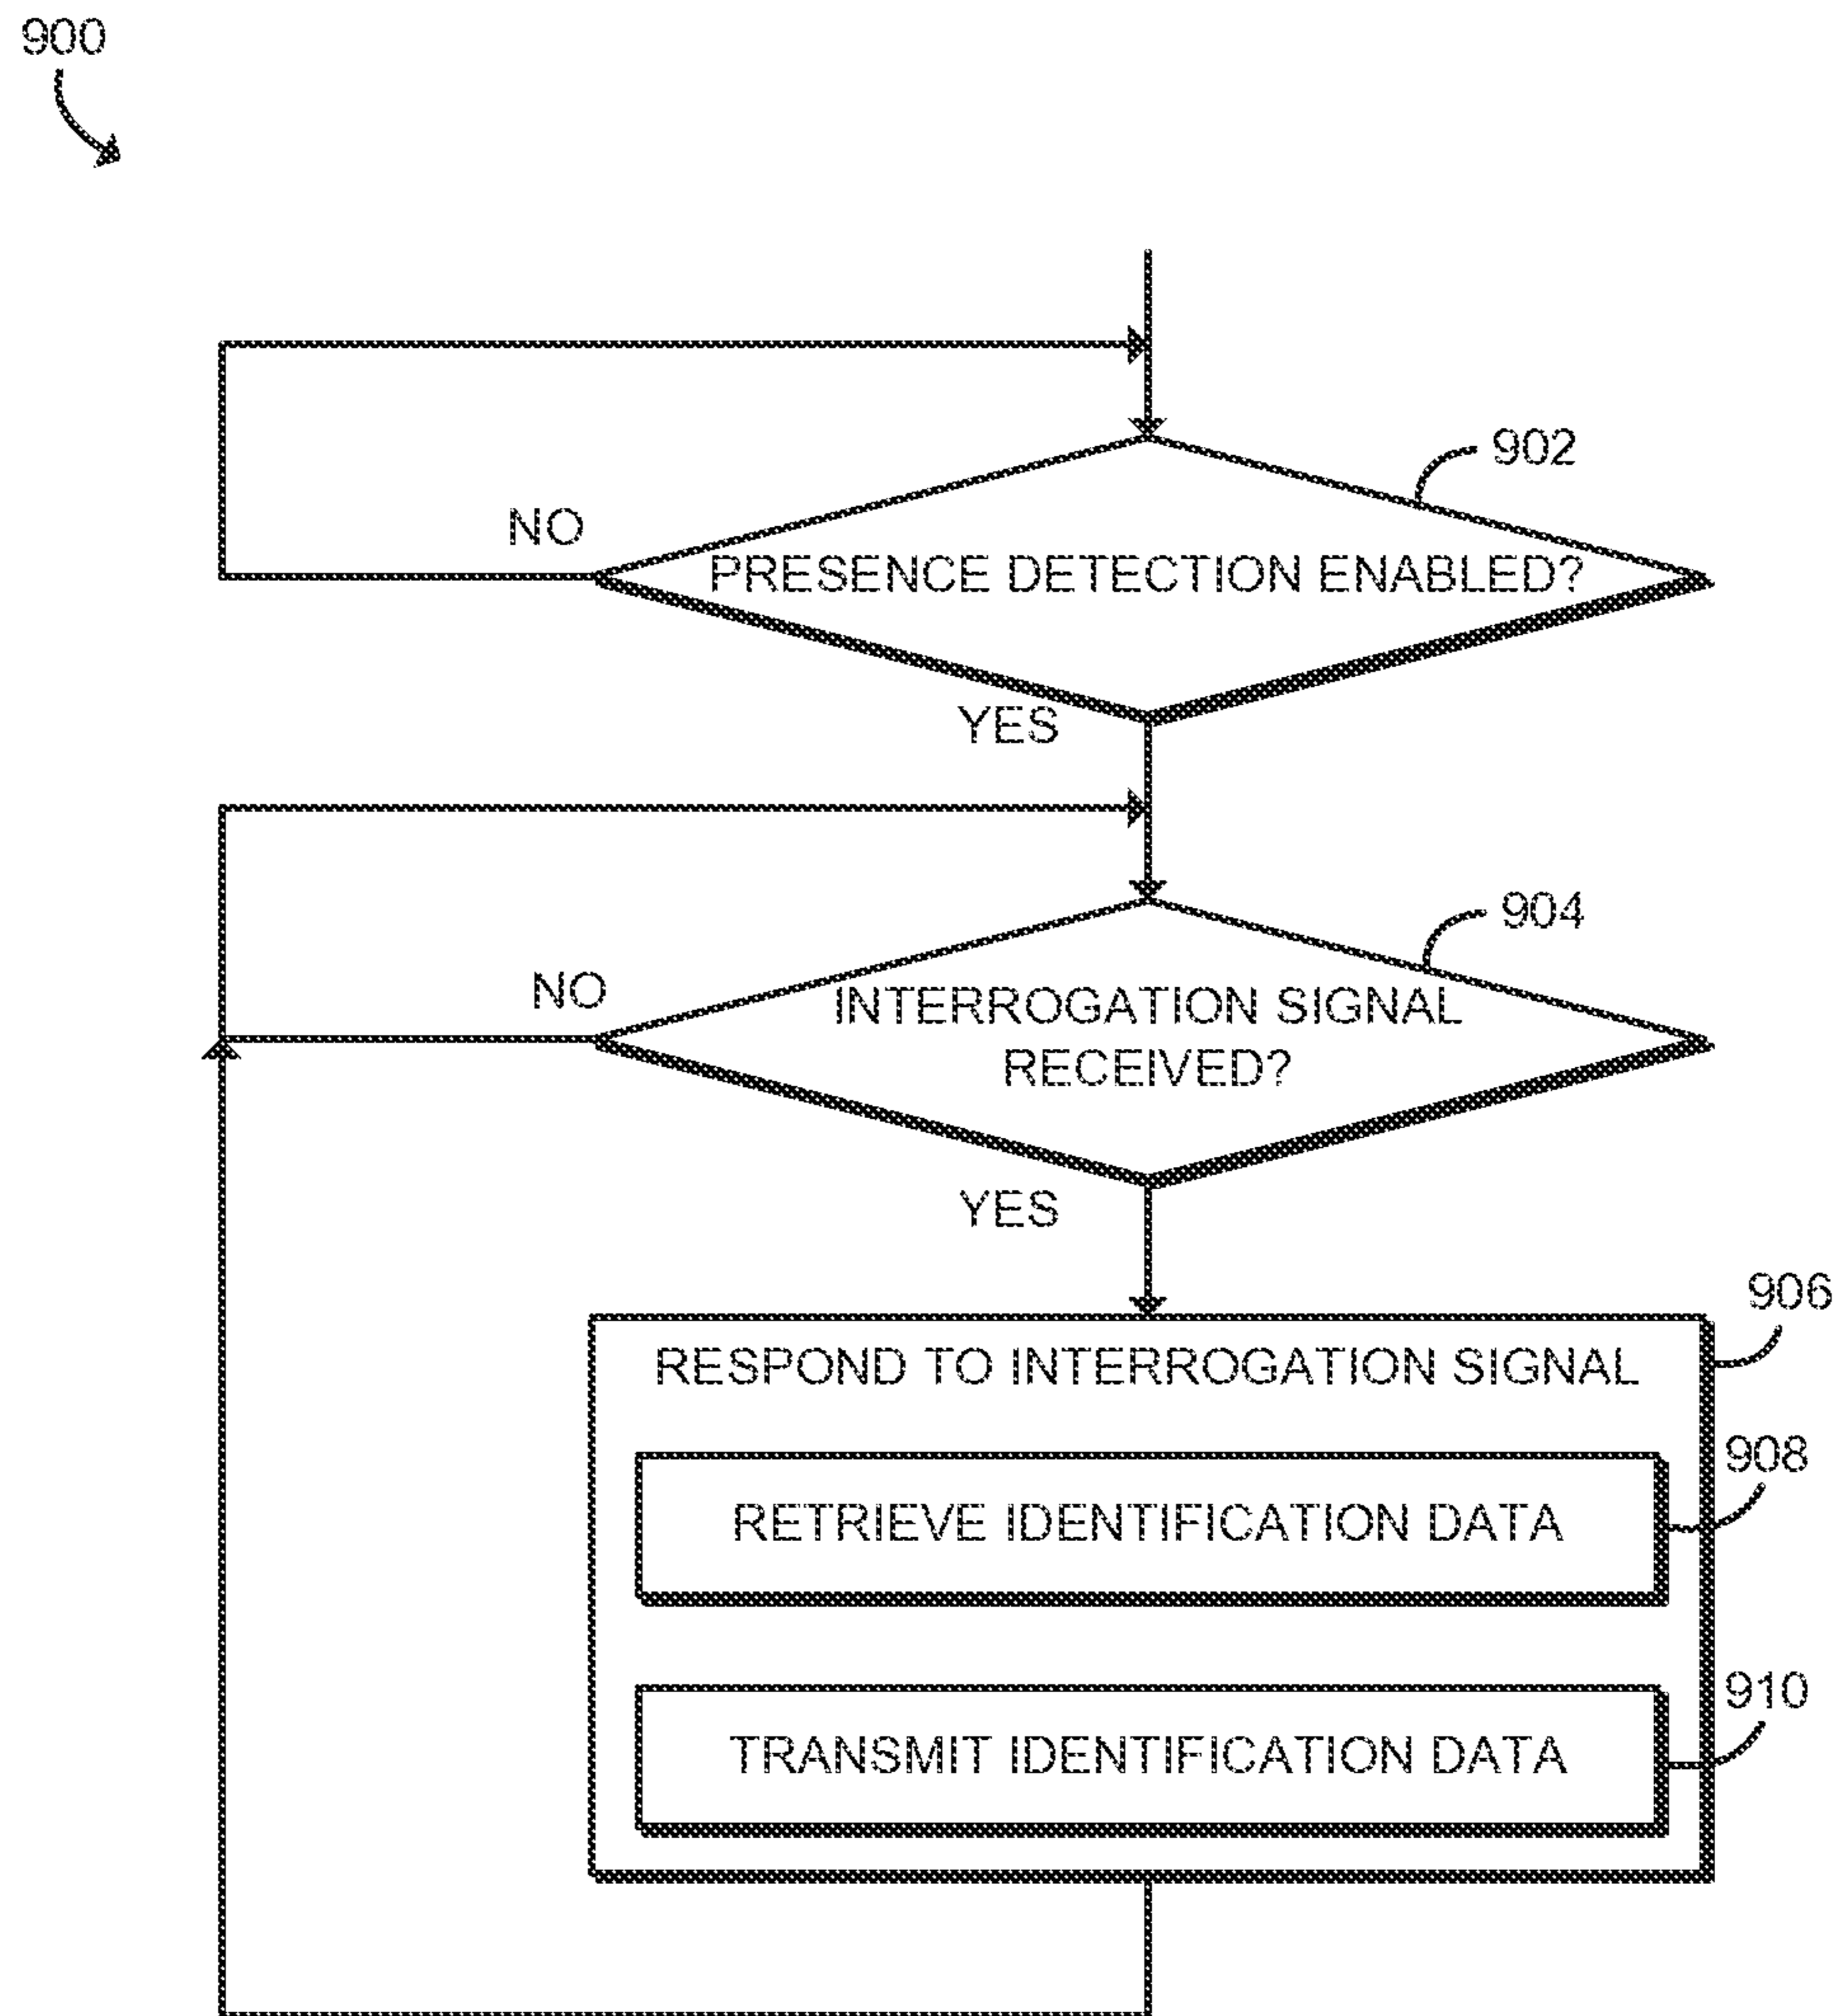 900
902
NO
PRESENCE DETECTION ENABLED?
YES
904
NO
INTERROGATION SIGNAL
RECEIVED?
YES
906
RESPOND TO INTERROGATION SIGNAL
908
RETRIEVE IDENTIFICATION DATA
910
TRANSMIT IDENTIFICATION DATA